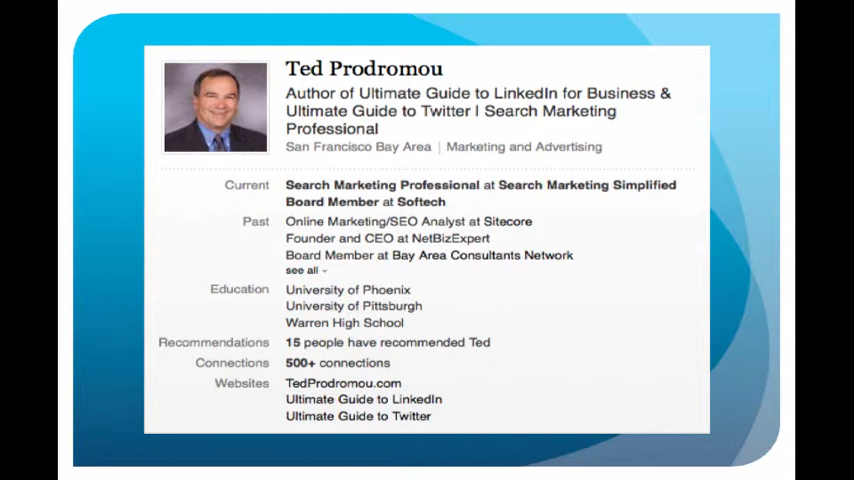 Ted Prodromou
Author of Ultimate Guide to LinkedIn for Business &
Ultimate Guide to Twitter | Search Marketing
Professional
San Francisco Bay Area | Marketing and Advertising
Current Search Marketing Professional at Search Marketing Simplified
Board Member at Softech
Past Online Marketing/SEO Analyst at Sitecore
Founder and CEO at NetBizExpert
Board Member at Bay Area Consultants Network
see all
Education University of Phoenix
University of Pittsburgh
Warren High School
Recommendations 15 people have recommended Ted
Connections 500+ connections
Websites TedProdromou.com
Ultimate Guide to LinkedIn
Ultimate Guide to Twitter